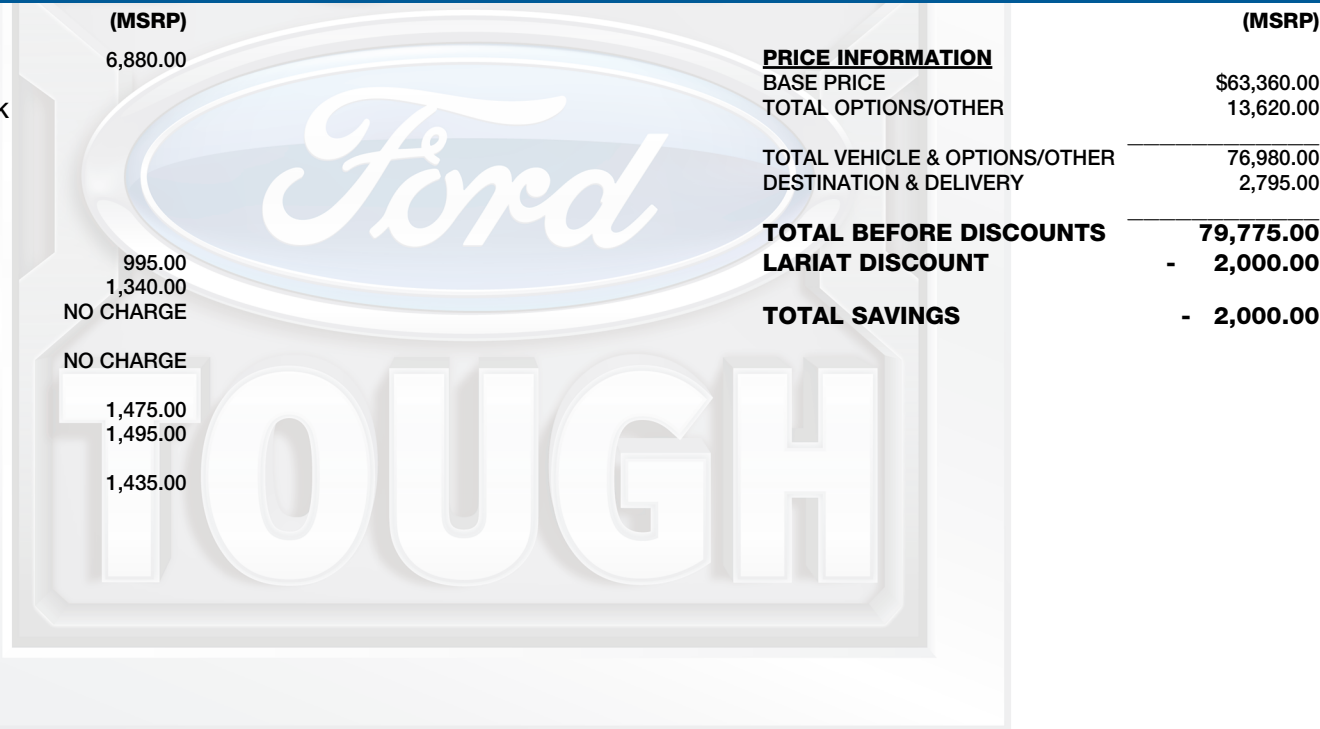 (MSRP)
6,880.00
K
995.00
1,340.00
NO CHARGE
NO CHARGE
1,475.00
1,495.00
1,435.00
Ford
TOUGH
(MSRP)
PRICE INFORMATION
BASE PRICE $63,360.00
TOTAL OPTIONS/OTHER 13,620.00
TOTAL VEHICLE & OPTIONS/OTHER 76,980.00
DESTINATION & DELIVERY 2,795.00
TOTAL BEFORE DISCOUNTS 79,775.00
LARIAT DISCOUNT - 2,000.00
TOTAL SAVINGS - 2,000.00